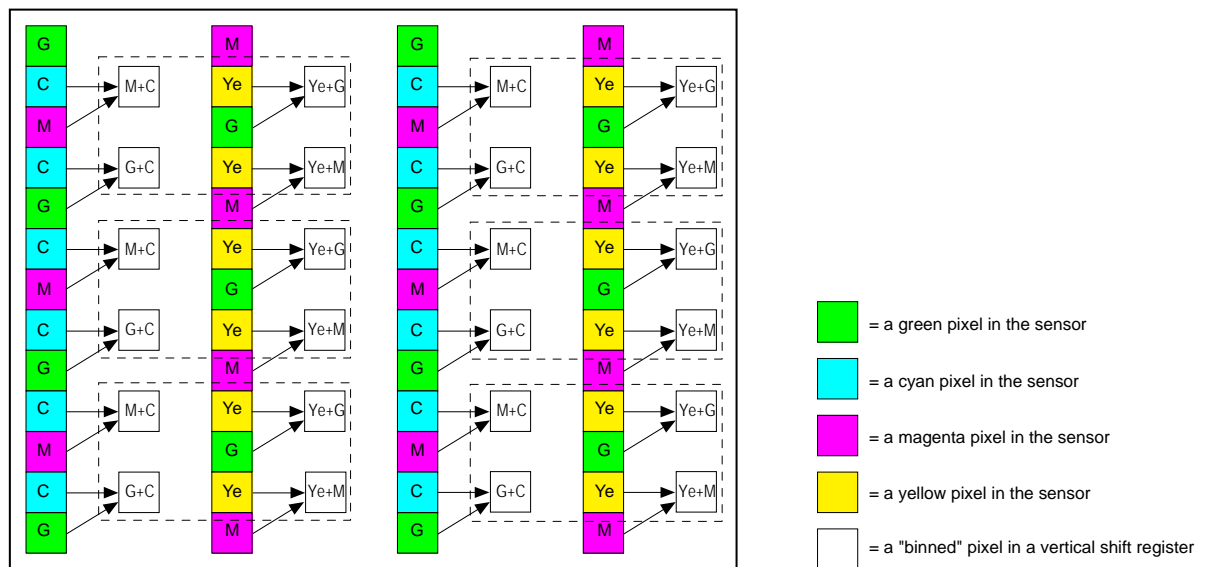 G M G M
C M+C Ye Ye+G C M+C Ye Ye+G
M G M G
C G+C Ye Ye+M C G+C Ye Ye+M
G M G M
C M+C Ye Ye+G C M+C Ye Ye+G
M G M G
C G+C Ye Ye+M C G+C Ye Ye+M
G M G M
C M+C Ye Ye+G C M+C Ye Ye+G
M G M G
C G+C Ye Ye+M C G+C Ye Ye+M
G M G M
= a green pixel in the sensor
= a cyan pixel in the sensor
= a magenta pixel in the sensor
= a yellow pixel in the sensor
= a "binned" pixel in a vertical shift register